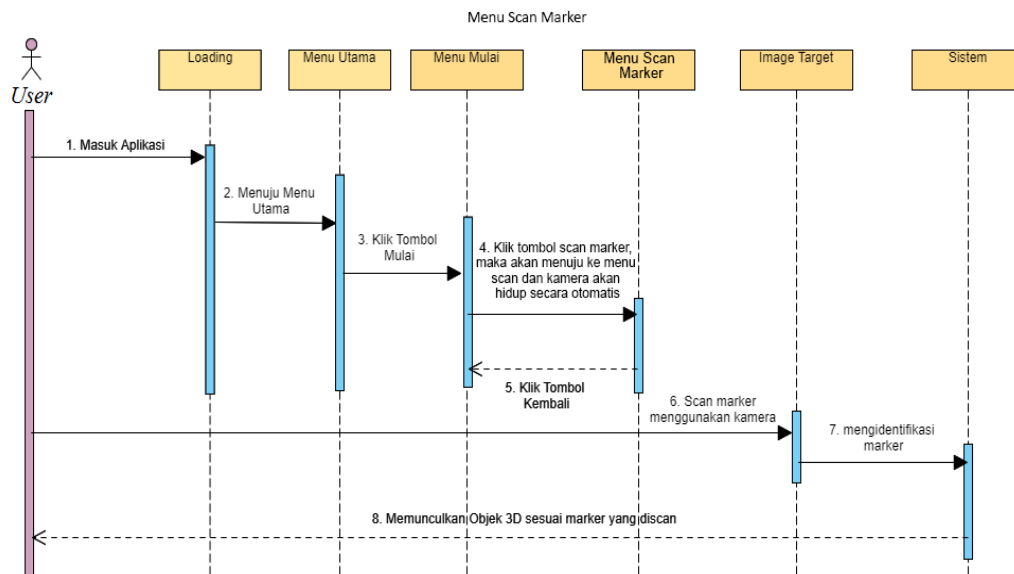 Menu Scan Marker
User
Loading
Menu Utama
Menu Mulai
Menu Scan
Marker
Image Target
Sistem
1. Masuk Aplikasi
2. Menuju Menu
Utama
3. Klik Tombol
Mulai
4. Klik tombol scan marker,
maka akan menuju ke menu
scan dan kamera akan
hidup secara otomatis
5. Klik Tombol
Kembali
6. Scan marker
menggunakan kamera
7. mengidentifikasi
marker
8. Memunculkan Objek 3D sesuai marker yang discan